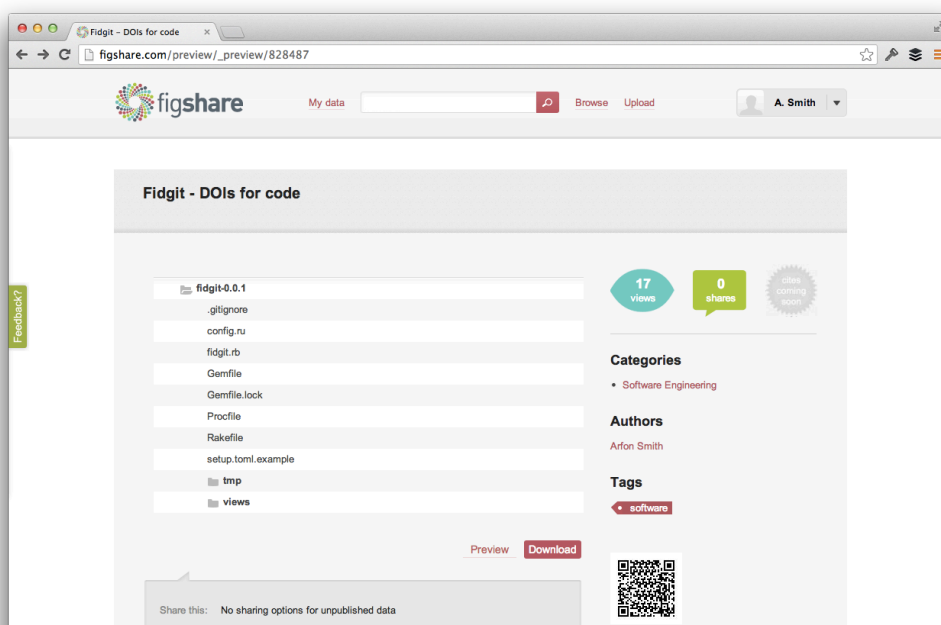 Fidgit - DOIs for code
figshare.com/preview/_preview/828487
figshare
My data
Browse
Upload
A. Smith
Fidgit - DOIs for code
Feedback?
fidgit-0.0.1
.gitignore
config.ru
fidgit.rb
Gemfile
Gemfile.lock
Procfile
Rakefile
setup.toml.example
tmp
views
Preview
Download
Share this: No sharing options for unpublished data
17
views
0
shares
cites
coming
soon
Categories
• Software Engineering
Authors
Arfon Smith
Tags
software